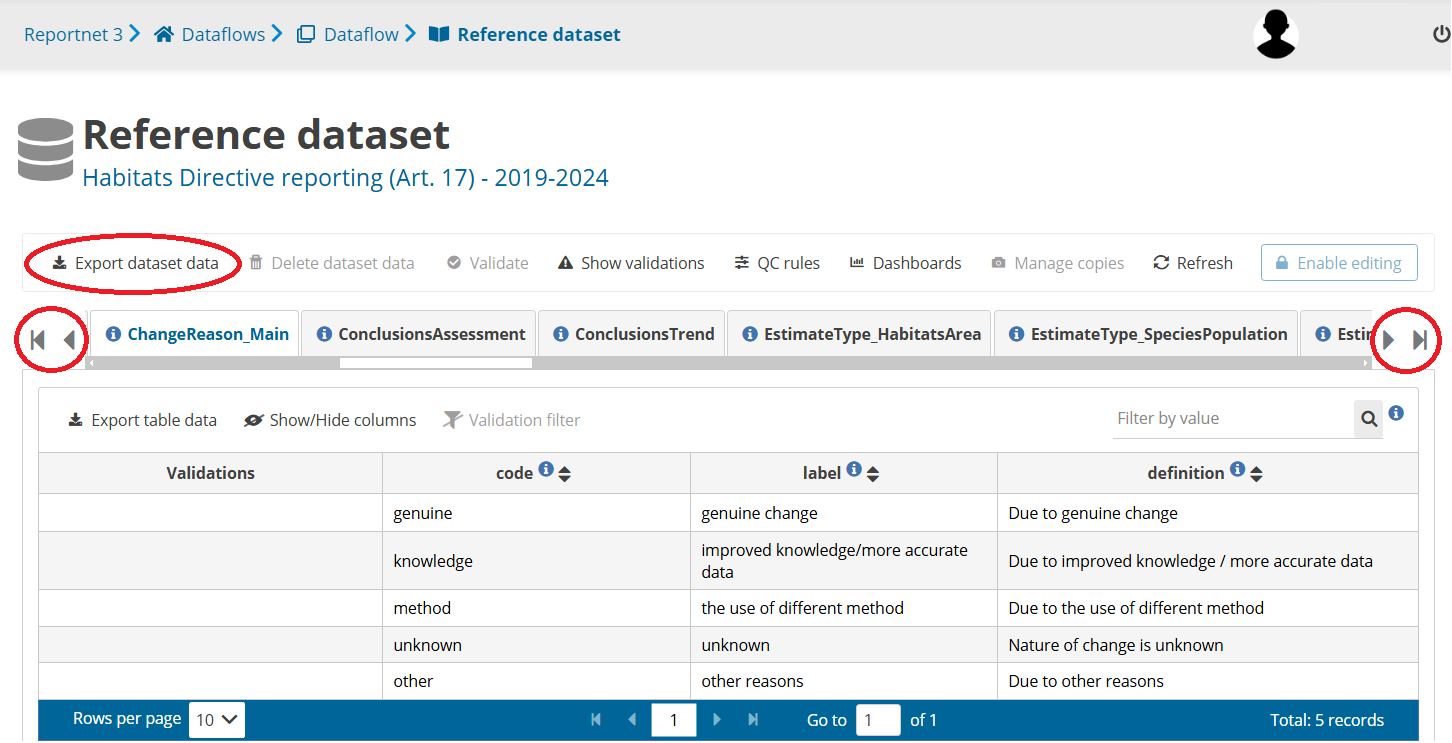 Reportnet 3 Dataflows Dataflow Reference dataset
Reference dataset
Habitats Directive reporting (Art. 17) - 2019-2024
Export dataset data Delete dataset data Validate Show validations QC rules Dashboards Manage copies Refresh Enable editing
ChangeReason_Main ConclusionsAssessment ConclusionsTrend EstimateType_HabitatsArea EstimateType_SpeciesPopulation
Export table data Show/Hide columns Validation filter Filter by value
Validations code label definition
genuine genuine change Due to genuine change
knowledge improved knowledge/more accurate data Due to improved knowledge / more accurate data
method the use of different method Due to the use of different method
unknown unknown Nature of change is unknown
other other reasons Due to other reasons
Rows per page 10 1 Go to 1 of 1 Total: 5 records